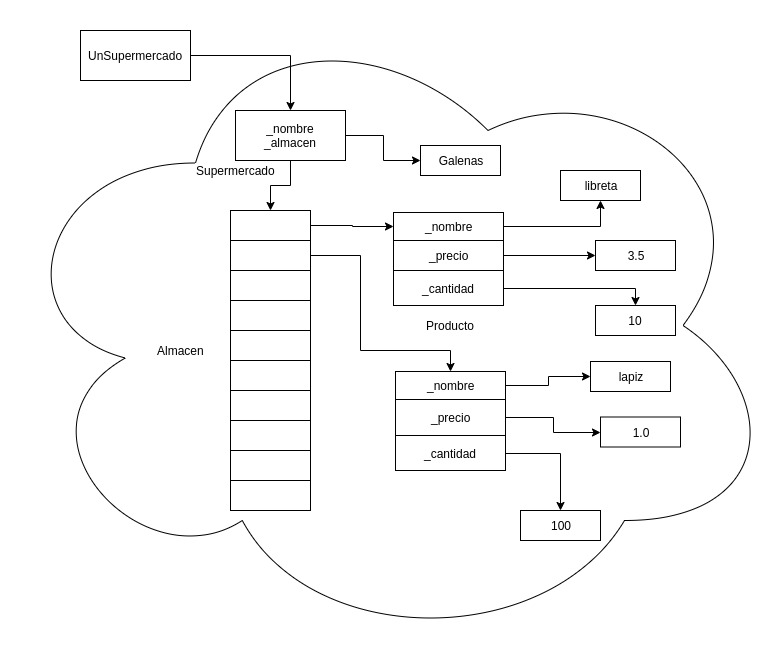 UnSupermercado
_nombre
_almacen
Galenas
Supermercado
libreta
_nombre
_precio
3.5
_cantidad
10
Producto
Almacen
_nombre
lapiz
_precio
1.0
_cantidad
100